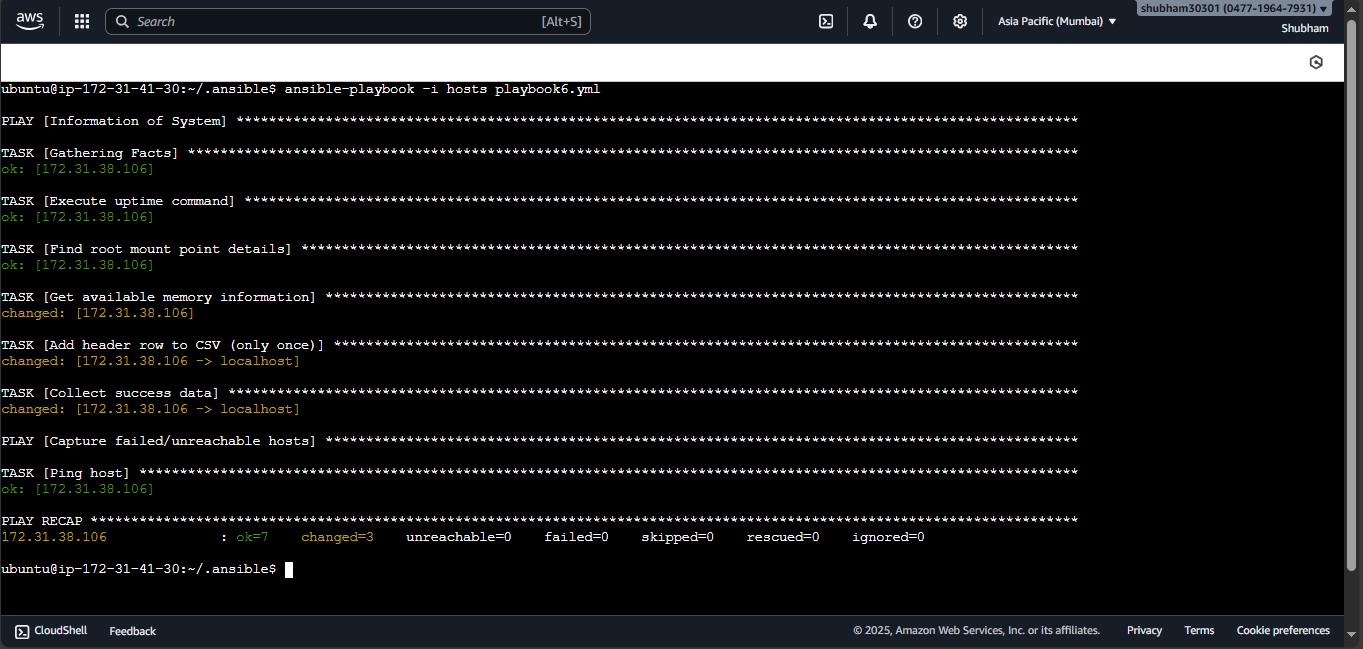 aws
Search [Alt+S]
Asia Pacific (Mumbai) ▼
shubham30301 (0477-1964-7931) ▼
Shubham
ubuntu@ip-172-31-41-30:~/.ansible$ ansible-playbook -i hosts playbook6.yml
PLAY [Information of System] *******************************************************************************************************
TASK [Gathering Facts] *************************************************************************************************************
ok: [172.31.38.106]
TASK [Execute uptime command] ******************************************************************************************************
ok: [172.31.38.106]
TASK [Find root mount point details] ***********************************************************************************************
ok: [172.31.38.106]
TASK [Get available memory information] ********************************************************************************************
changed: [172.31.38.106]
TASK [Add header row to CSV (only once)] *******************************************************************************************
changed: [172.31.38.106 -> localhost]
TASK [Collect success data] ********************************************************************************************************
changed: [172.31.38.106 -> localhost]
PLAY [Capture failed/unreachable hosts] ********************************************************************************************
TASK [Ping host] *******************************************************************************************************************
ok: [172.31.38.106]
PLAY RECAP *************************************************************************************************************************
172.31.38.106 : ok=7 changed=3 unreachable=0 failed=0 skipped=0 rescued=0 ignored=0
ubuntu@ip-172-31-41-30:~/.ansible$
CloudShell Feedback © 2025, Amazon Web Services, Inc. or its affiliates. Privacy Terms Cookie preferences